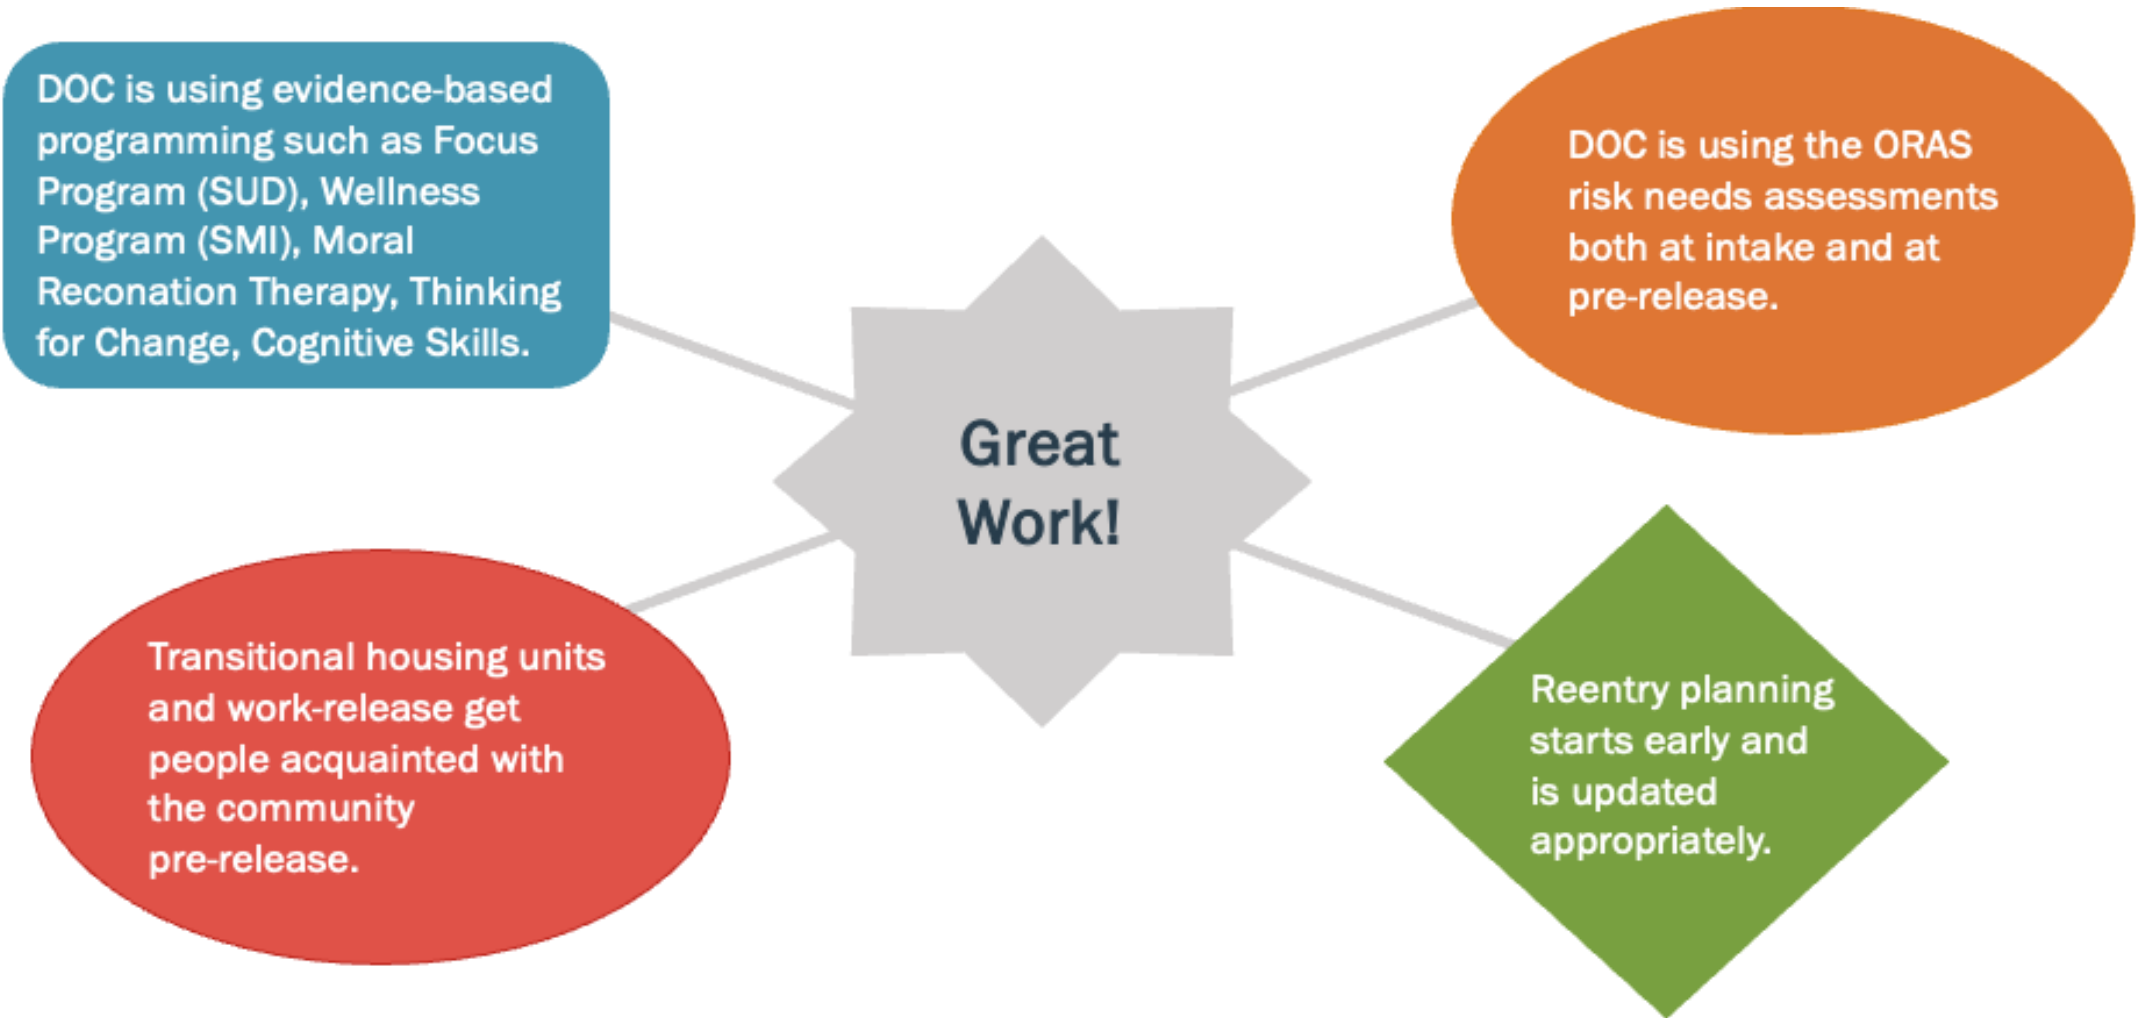 DOC is using evidence-based
programming such as Focus
Program (SUD), Wellness
Program (SMI), Moral
Reconation Therapy, Thinking
for Change, Cognitive Skills.
DOC is using the ORAS
risk needs assessments
both at intake and at
pre-release.
Great
Work!
Transitional housing units
and work-release get
people acquainted with
the community
pre-release.
Reentry planning
starts early and
is updated
appropriately.